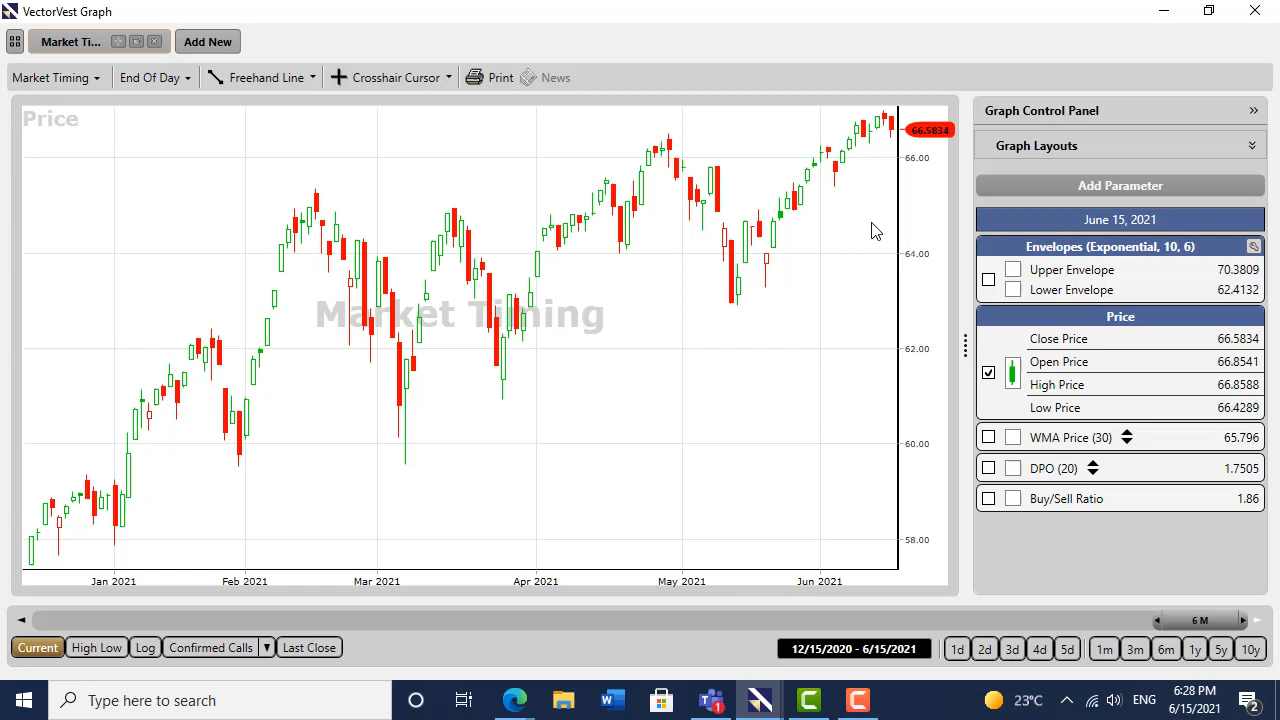 VectorVest Graph
Market Ti... Add New
Market Timing End Of Day Freehand Line Crosshair Cursor Print News
Price
Market Timing
66.5834
66.00
64.00
62.00
60.00
58.00
Jan 2021 Feb 2021 Mar 2021 Apr 2021 May 2021 Jun 2021
Graph Control Panel
Graph Layouts
Add Parameter
June 15, 2021
Envelopes (Exponential, 10, 6)
Upper Envelope 70.3809
Lower Envelope 62.4132
Price
Close Price 66.5834
Open Price 66.8541
High Price 66.8588
Low Price 66.4289
WMA Price (30) 65.796
DPO (20) 1.7505
Buy/Sell Ratio 1.86
6 M
Current High Low Log Confirmed Calls Last Close 12/15/2020 - 6/15/2021 1d 2d 3d 4d 5d 1m 3m 6m 1y 5y 10y
Type here to search
1
23°C
ENG
6:28 PM
6/15/2021
2